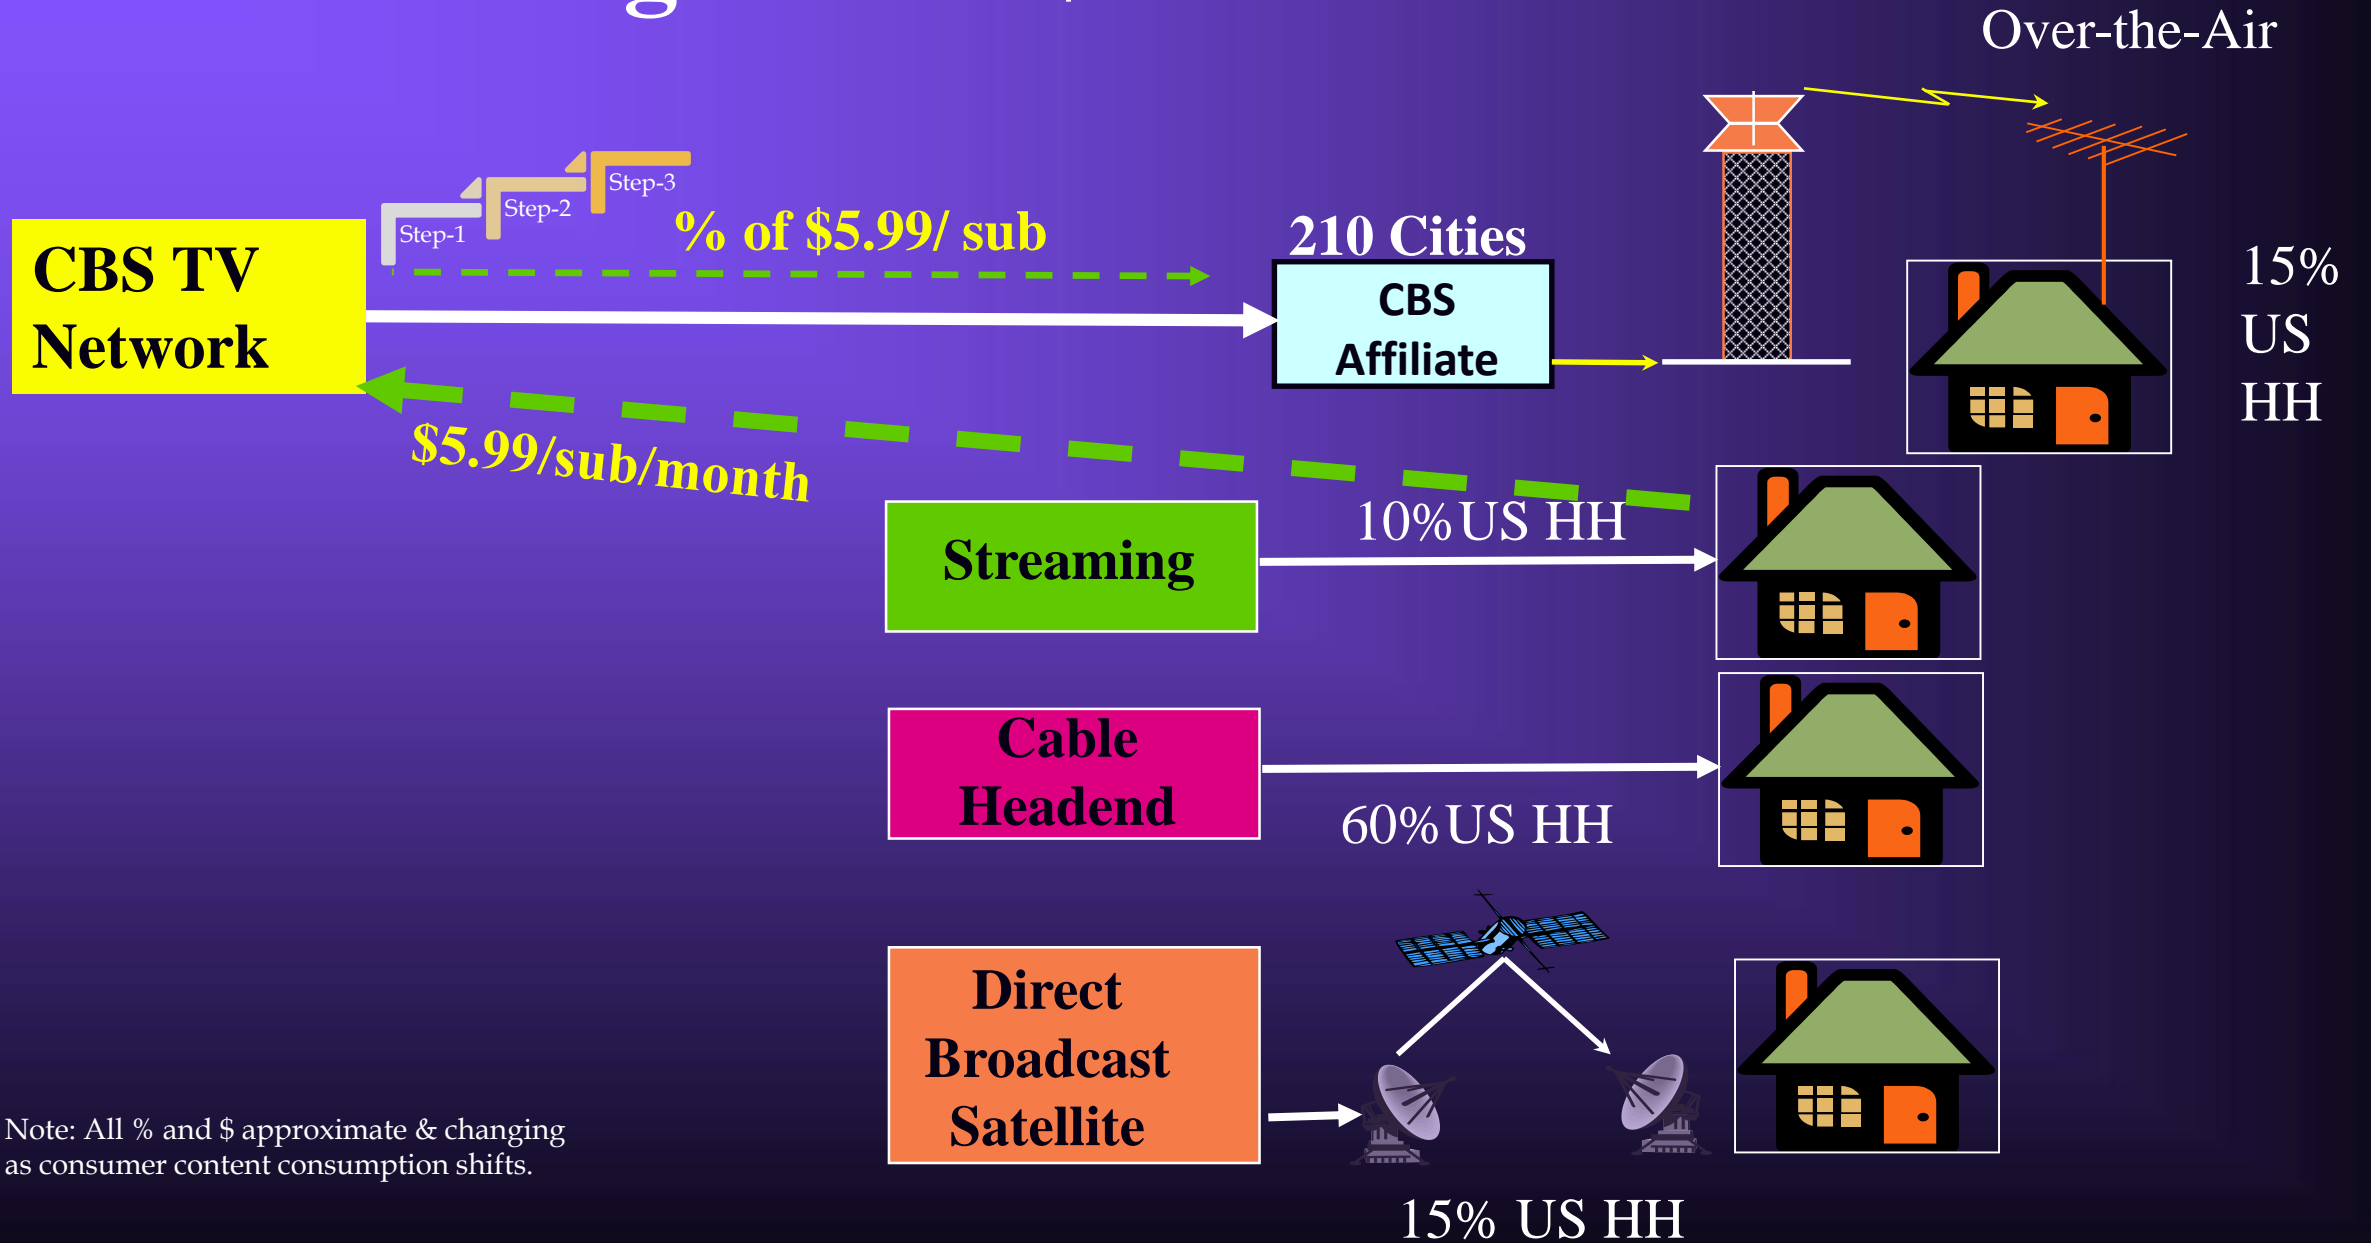 Over-the-Air
Step-1
Step-2
Step-3
% of $5.99/ sub
210 Cities
CBS TV
Network
CBS
Affiliate
15%
US
HH
$5.99/sub/month
Streaming
10% US HH
Cable
Headend
60% US HH
Direct
Broadcast
Satellite
15% US HH
Note: All % and $ approximate & changing
as consumer content consumption shifts.